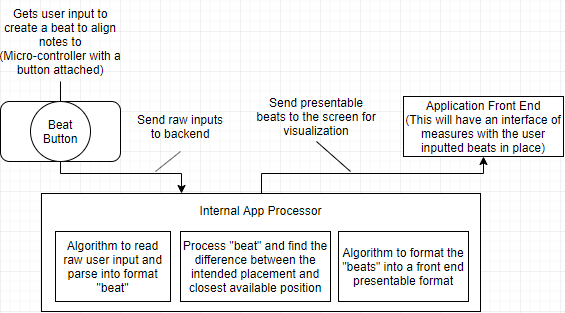 Gets user input to
create a beat to align
notes to
(Micro-controller with a
button attached)
Beat
Button
Send raw inputs
to backend
Send presentable
beats to the screen for
visualization
Application Front End
(This will have an interface of
measures with the user
inputted beats in place)
Internal App Processor
Algorithm to read
raw user input and
parse into format
"beat"
Process "beat" and find the
difference between the
intended placement and
closest available position
Algorithm to format the
"beats" into a front end
presentable format